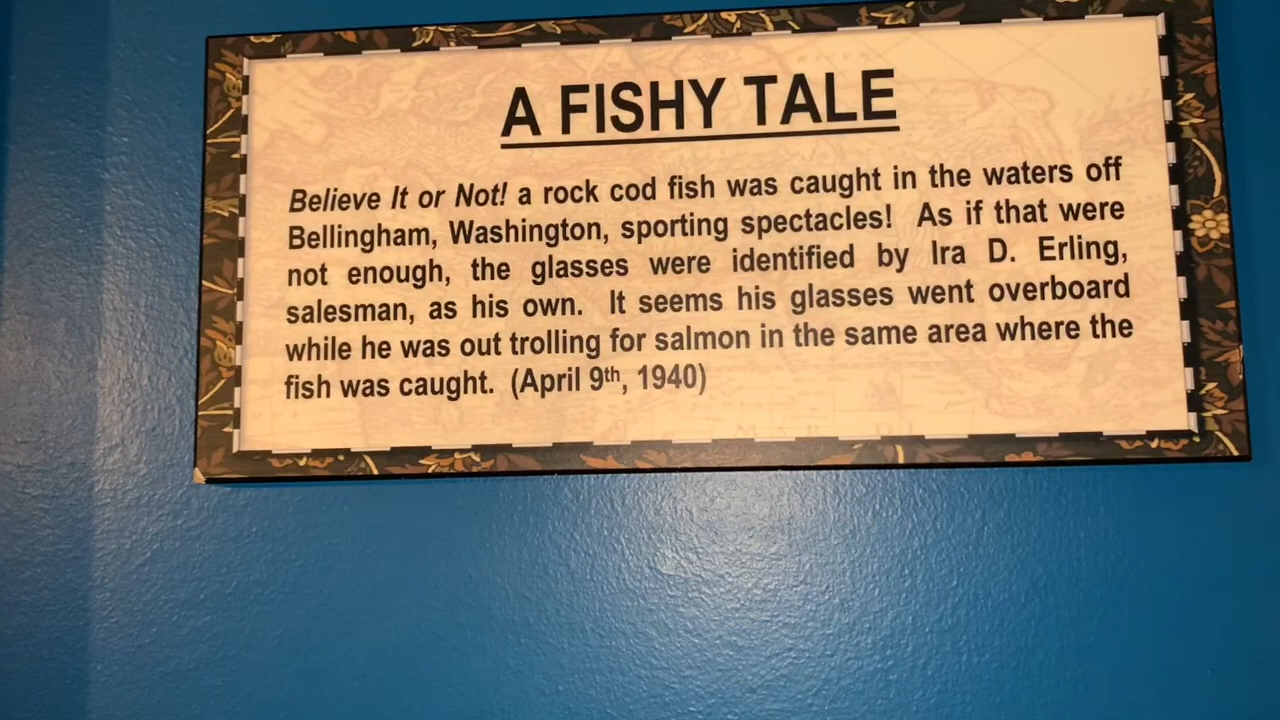 A FISHY TALE
Believe It or Not! a rock cod fish was caught in the waters off
Bellingham, Washington, sporting spectacles! As if that were
not enough, the glasses were identified by Ira D. Erling,
salesman, as his own. It seems his glasses went overboard
while he was out trolling for salmon in the same area where the
fish was caught. (April 9th, 1940)